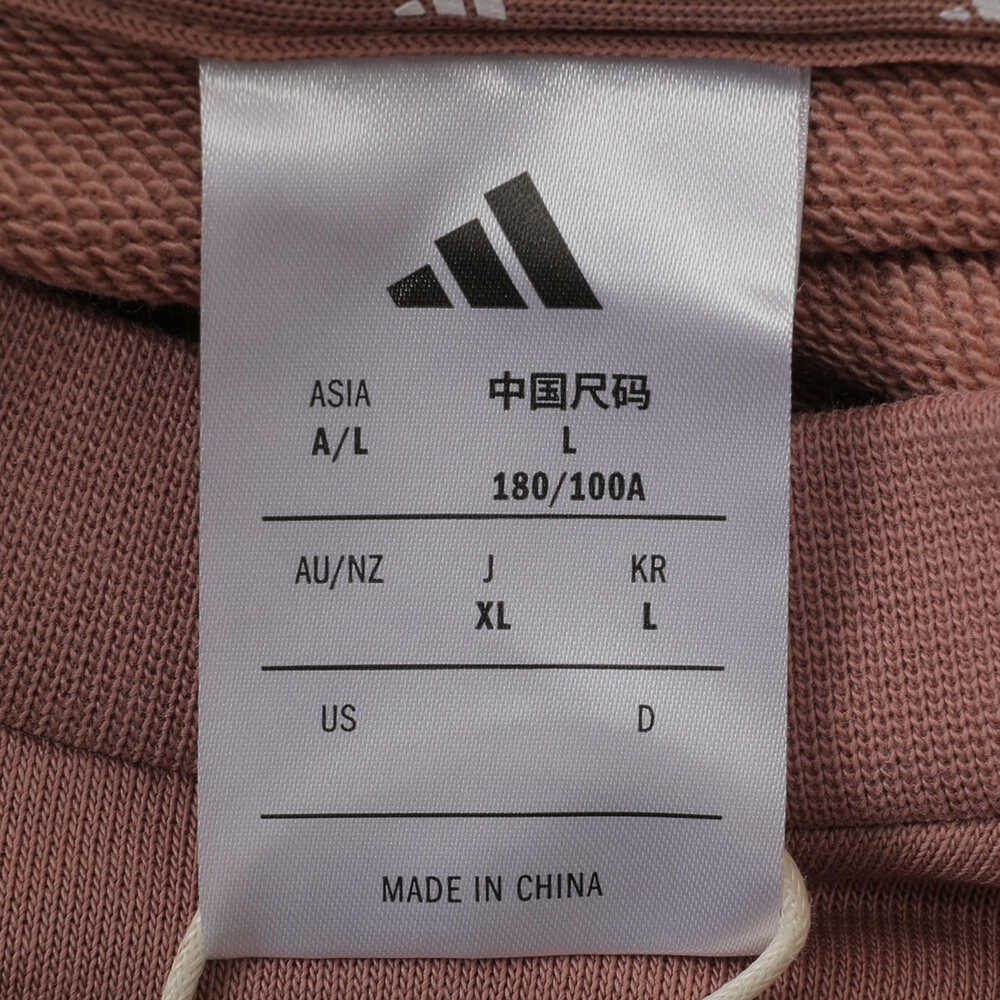 ASIA 中国尺码
A/L L
180/100A
AU/NZ J KR
XL L
US D
MADE IN CHINA